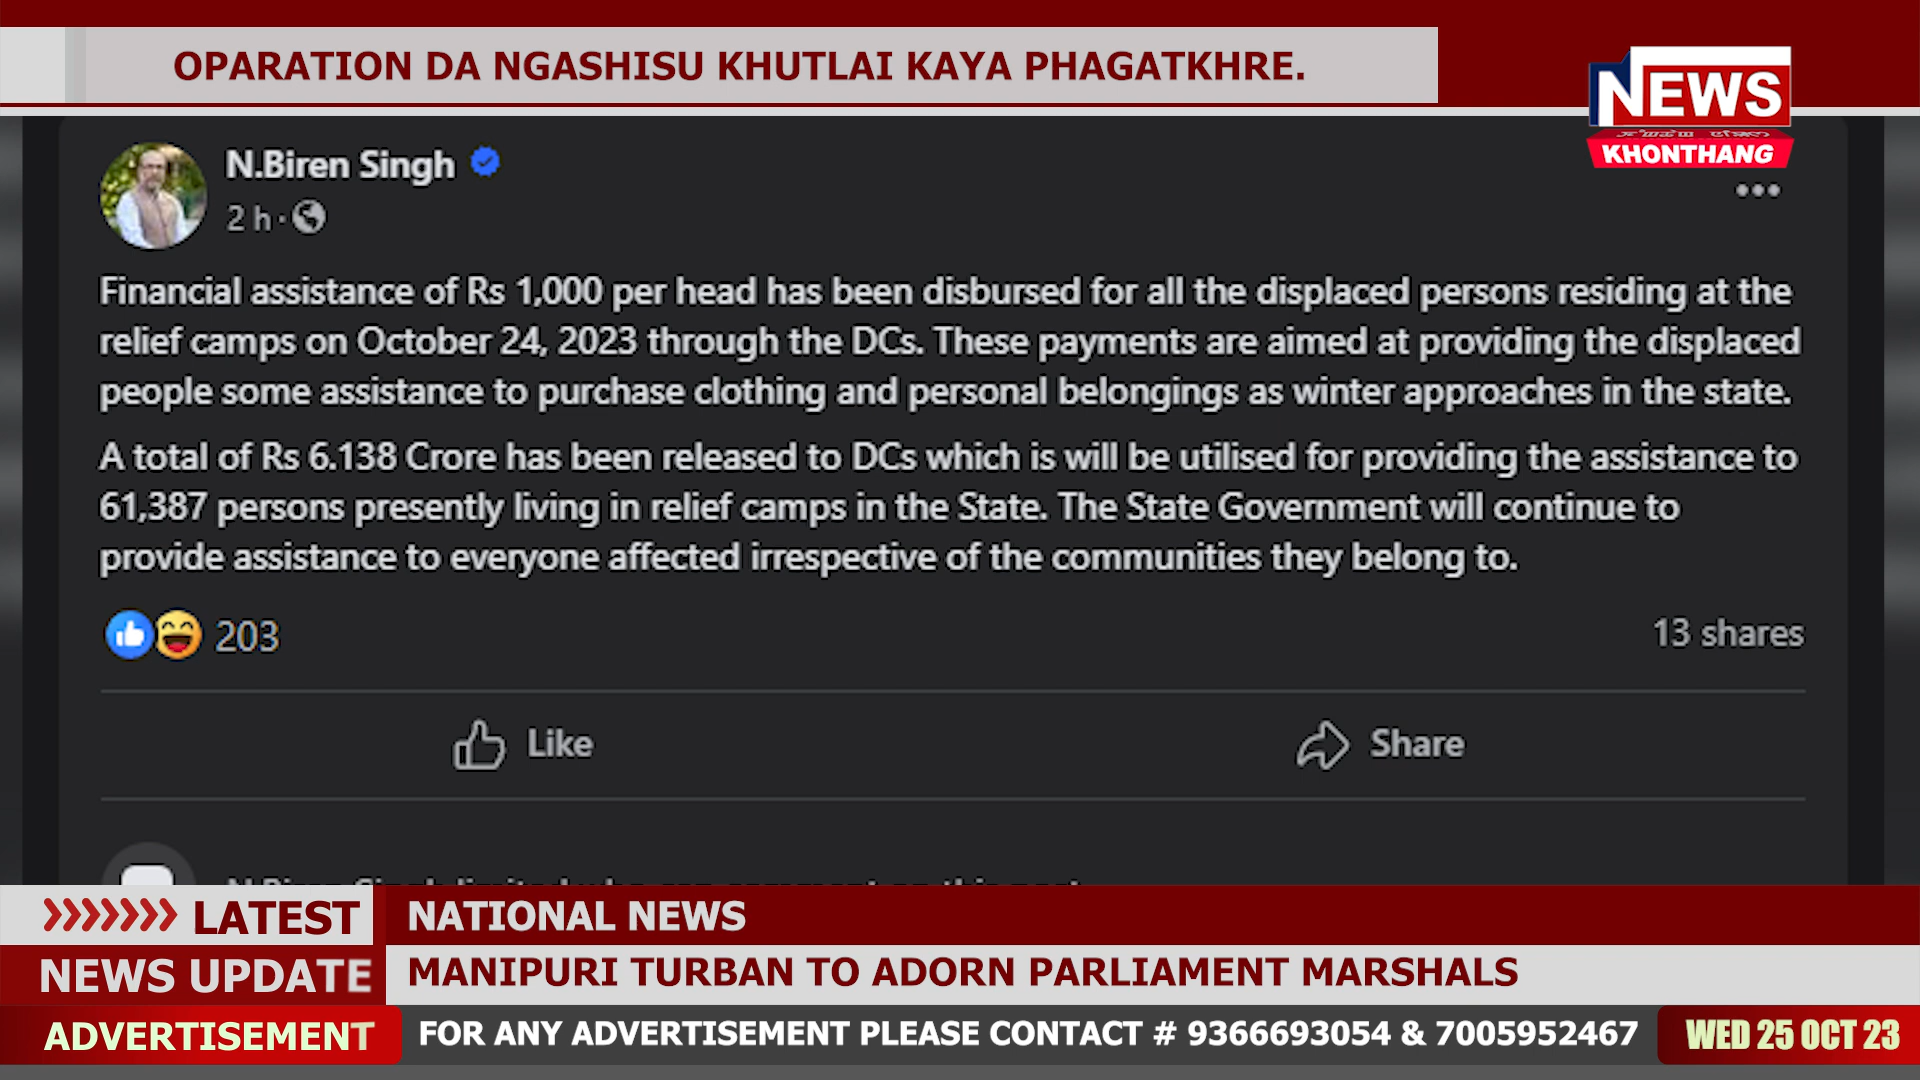 OPARATION DA NGASHISU KHUTLAI KAYA PHAGATKHRE.
NEWS
KHONTHANG
N.Biren Singh
2 h ·
Financial assistance of Rs 1,000 per head has been disbursed for all the displaced persons residing at the
relief camps on October 24, 2023 through the DCs. These payments are aimed at providing the displaced
people some assistance to purchase clothing and personal belongings as winter approaches in the state.
A total of Rs 6.138 Crore has been released to DCs which is will be utilised for providing the assistance to
61,387 persons presently living in relief camps in the State. The State Government will continue to
provide assistance to everyone affected irrespective of the communities they belong to.
203
13 shares
Like
Share
LATEST
NATIONAL NEWS
NEWS UPDATE
MANIPURI TURBAN TO ADORN PARLIAMENT MARSHALS
ADVERTISEMENT
FOR ANY ADVERTISEMENT PLEASE CONTACT # 9366693054 & 7005952467
WED 25 OCT 23